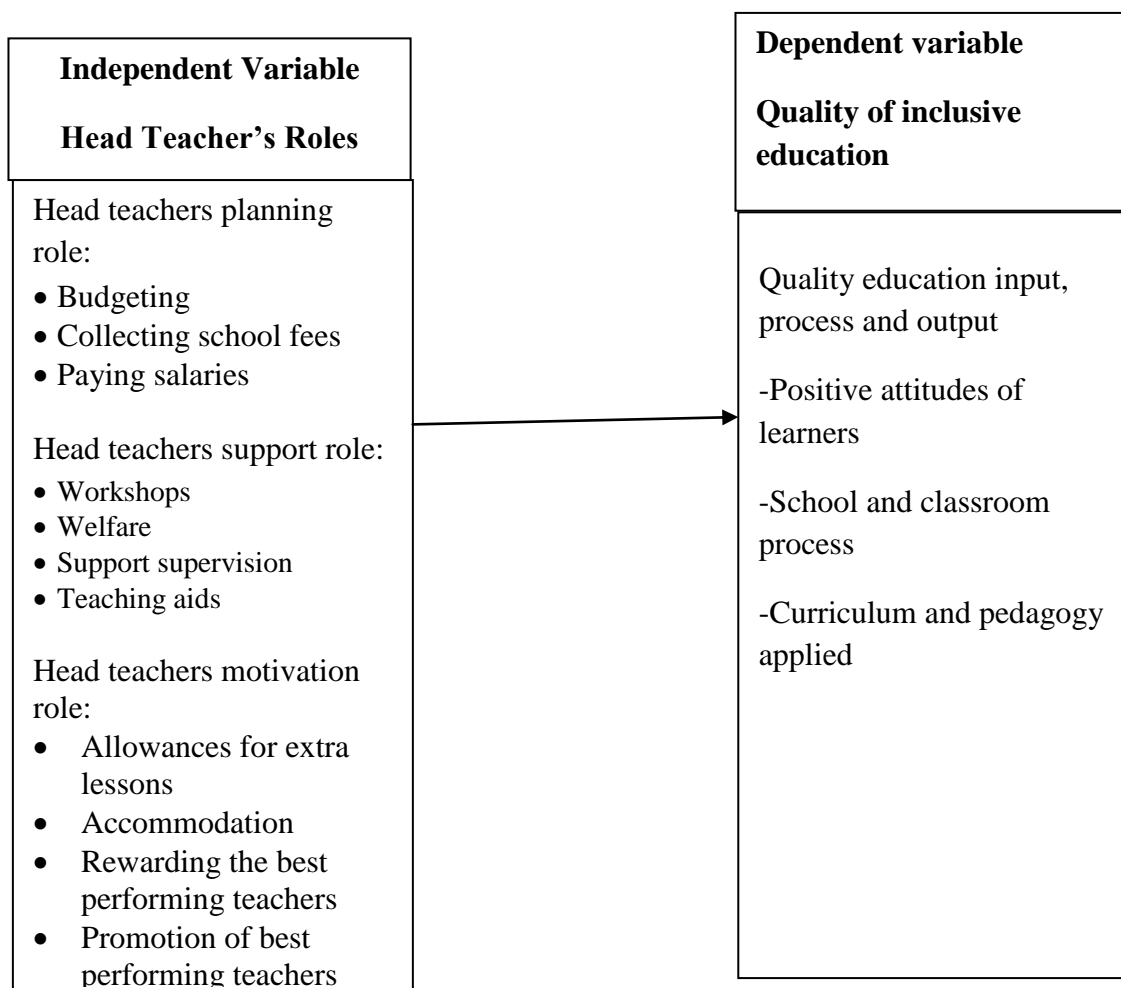 Independent Variable
Head Teacher’s Roles
Head teachers planning
role:
• Budgeting
• Collecting school fees
• Paying salaries
Head teachers support role:
• Workshops
• Welfare
• Support supervision
• Teaching aids
Head teachers motivation
role:
• Allowances for extra
lessons
• Accommodation
• Rewarding the best
performing teachers
• Promotion of best
performing teachers
Dependent variable
Quality of inclusive
education
Quality education input,
process and output
-Positive attitudes of
learners
-School and classroom
process
-Curriculum and pedagogy
applied